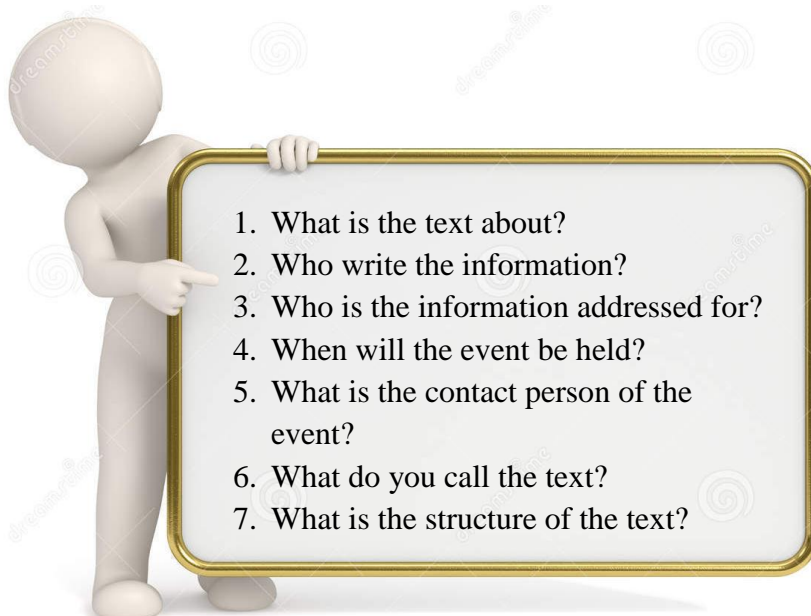 dreamstime
1. What is the text about?
2. Who write the information?
3. Who is the information addressed for?
4. When will the event be held?
5. What is the contact person of the
event?
6. What do you call the text?
7. What is the structure of the text?